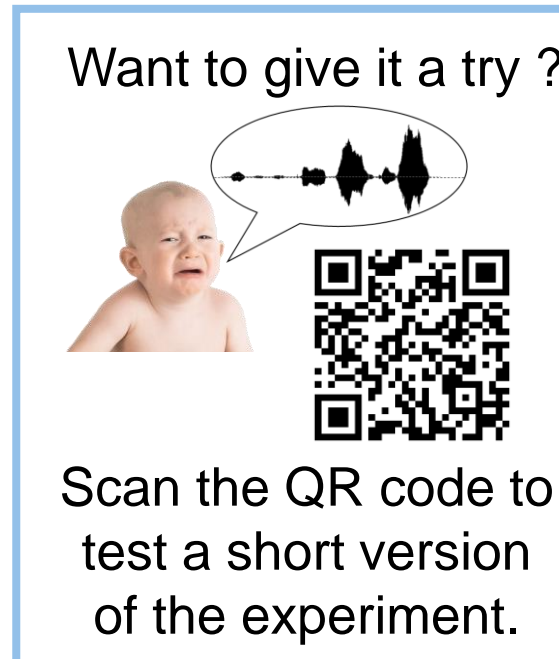 Want to give it a try ?
Scan the QR code to
test a short version
of the experiment.